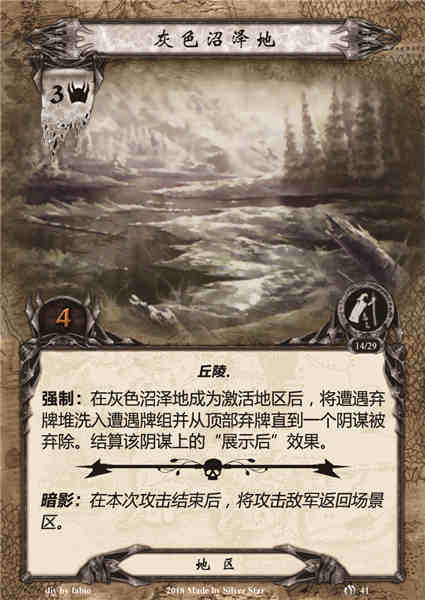 灰色沼泽地
3
4
14/29
丘陵.
强制：在灰色沼泽地成为激活地区后，将遭遇弃
牌堆洗入遭遇牌组并从顶部弃牌直到一个阴谋被
弃除。结算该阴谋上的“展示后”效果。
暗影：在本次攻击结束后，将攻击敌军返回场景
区。
地区
diy by fabio
2018 Made by Silver Star
41